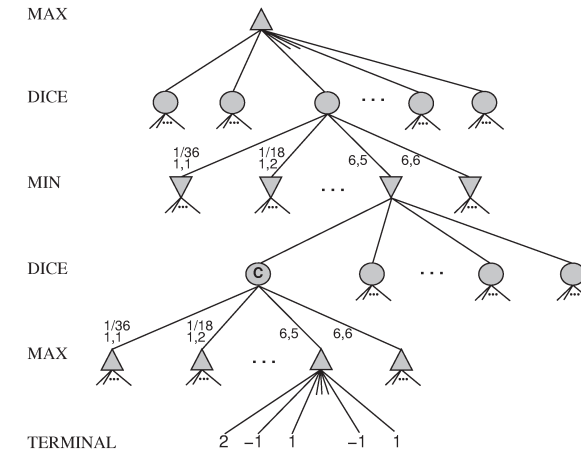 MAX
DICE
...
1/36 1/18
1,1 1,2 6,5 6,6
MIN
...
DICE C ...
1/36 1/18
1,1 1,2 6,5 6,6
MAX ...
TERMINAL 2 −1 1 −1 1